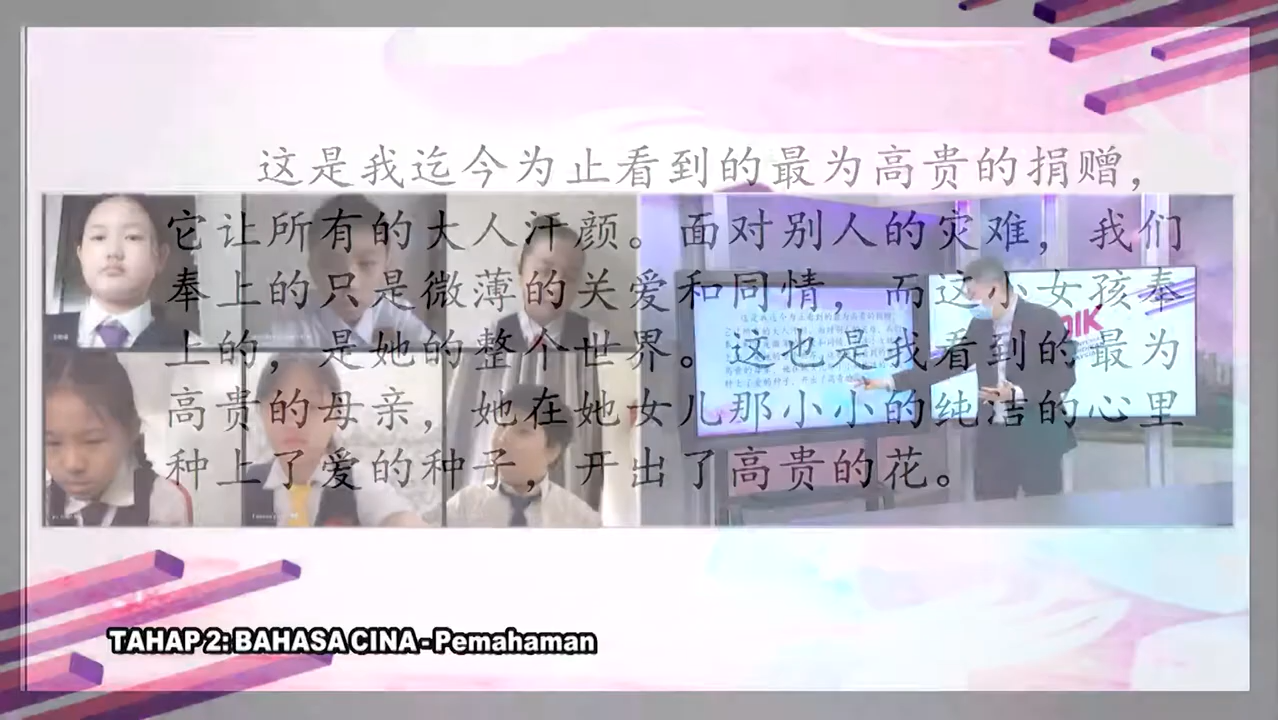 这是我迄今为止看到的最为高贵的捐赠，
它让所有的大人汗颜。面对别人的灾难，我们
奉上的只是微薄的关爱和同情，而这小女孩奉
上的，是她的整个世界。这也是我看到的最为
高贵的母亲，她在她女儿那小小的纯洁的心里
种上了爱的种子，开出了高贵的花。
TAHAP 2: BAHASA CINA - Pemahaman